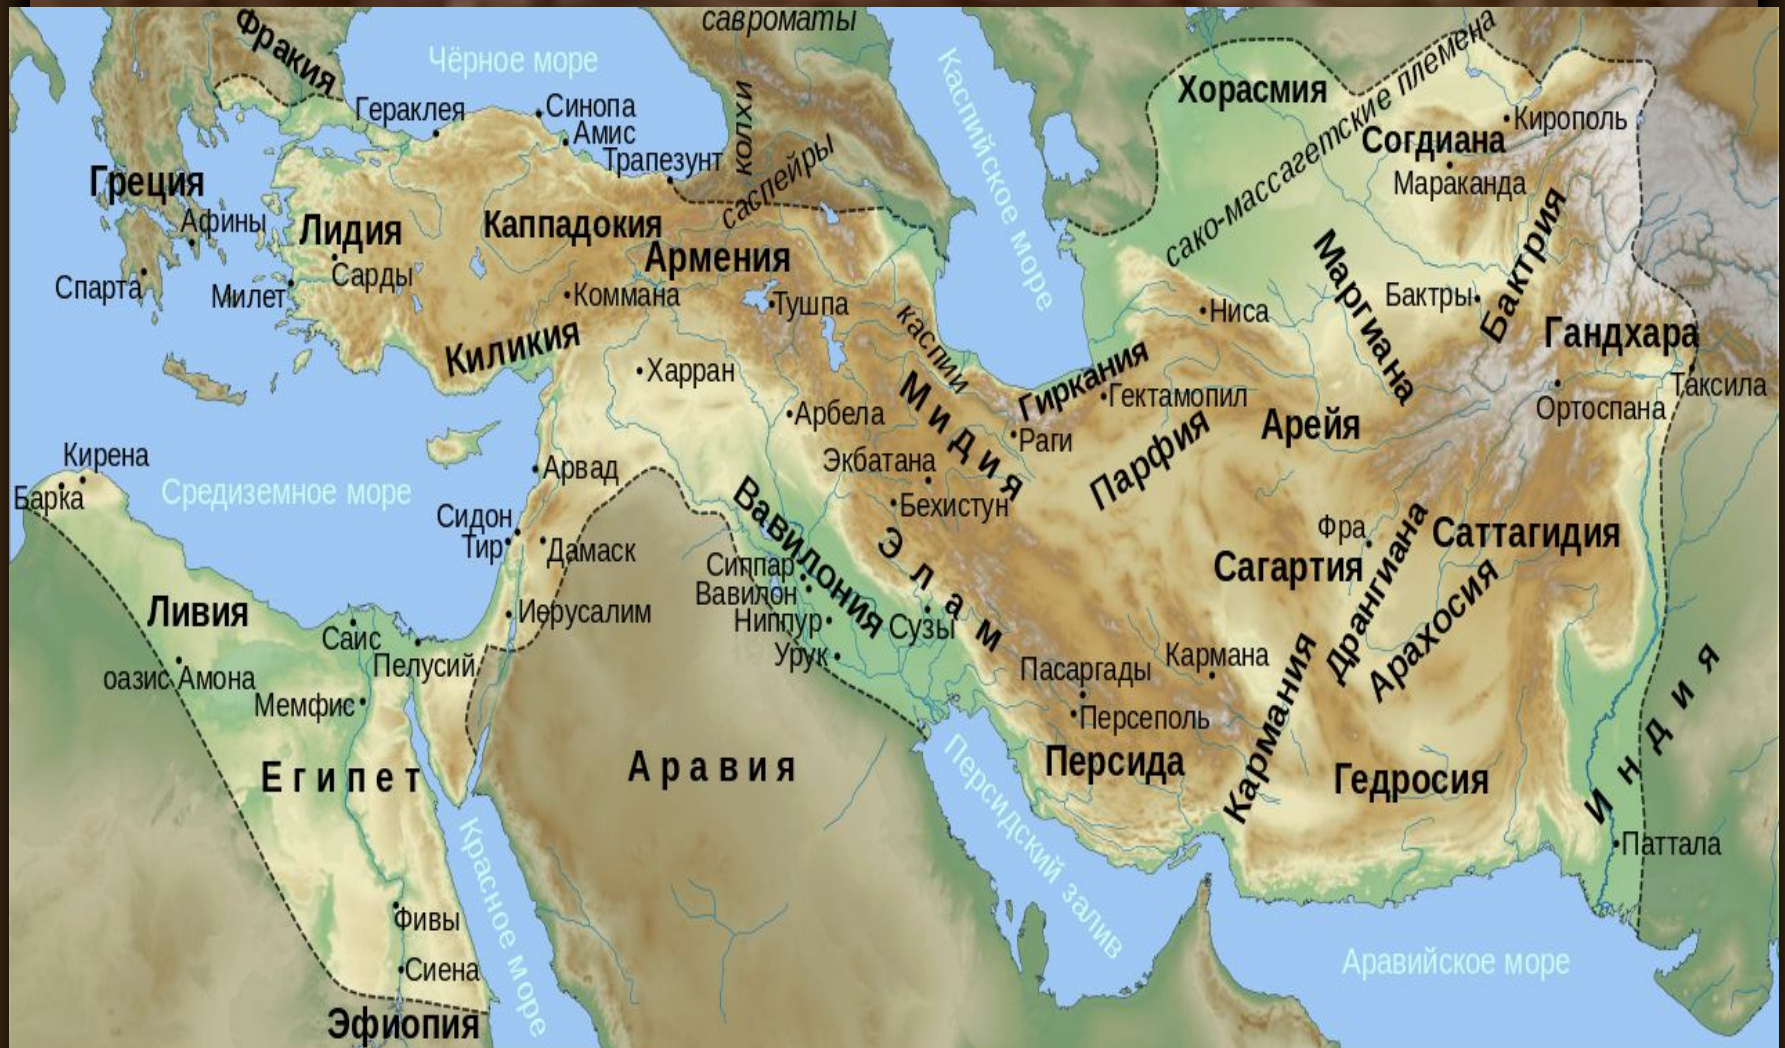 савроматы
Фракия
Чёрное море
Каспийское море
Хорасмия
сако-массагетские племена
Гераклея
Синопа
Амис
Трапезунт
колхи
саспейры
Кирополь
Согдиана
Мараканда
Греция
Афины
Спарта
Лидия
Сарды
Милет
Каппадокия
Армения
Коммана
Тушпа
каспии
Ниса
Маргиана
Бактры
Бактрия
Гандхара
Киликия
Харран
Арбела
Мидия
Гиркания
Гектамопил
Раги
Парфия
Арейя
Ортоспана
Таксила
Кирена
Барка
Средиземное море
Арвад
Экбатана
Бехистун
Сидон
Тир
Дамаск
Вавилония
Элам
Фра
Сагартия
Дрангиана
Саттагидия
Арахосия
Сиппар
Вавилон
Ниппур
Урук
Сузы
Ливия
Саис
Иерусалим
оазис Амона
Пелусий
Мемфис
Пасаргады
Кармана
Персеполь
Египет
Аравия
Персида
Кармания
Гедросия
Индия
Паттала
Персидский залив
Красное море
Фивы
Сиена
Аравийское море
Эфиопия